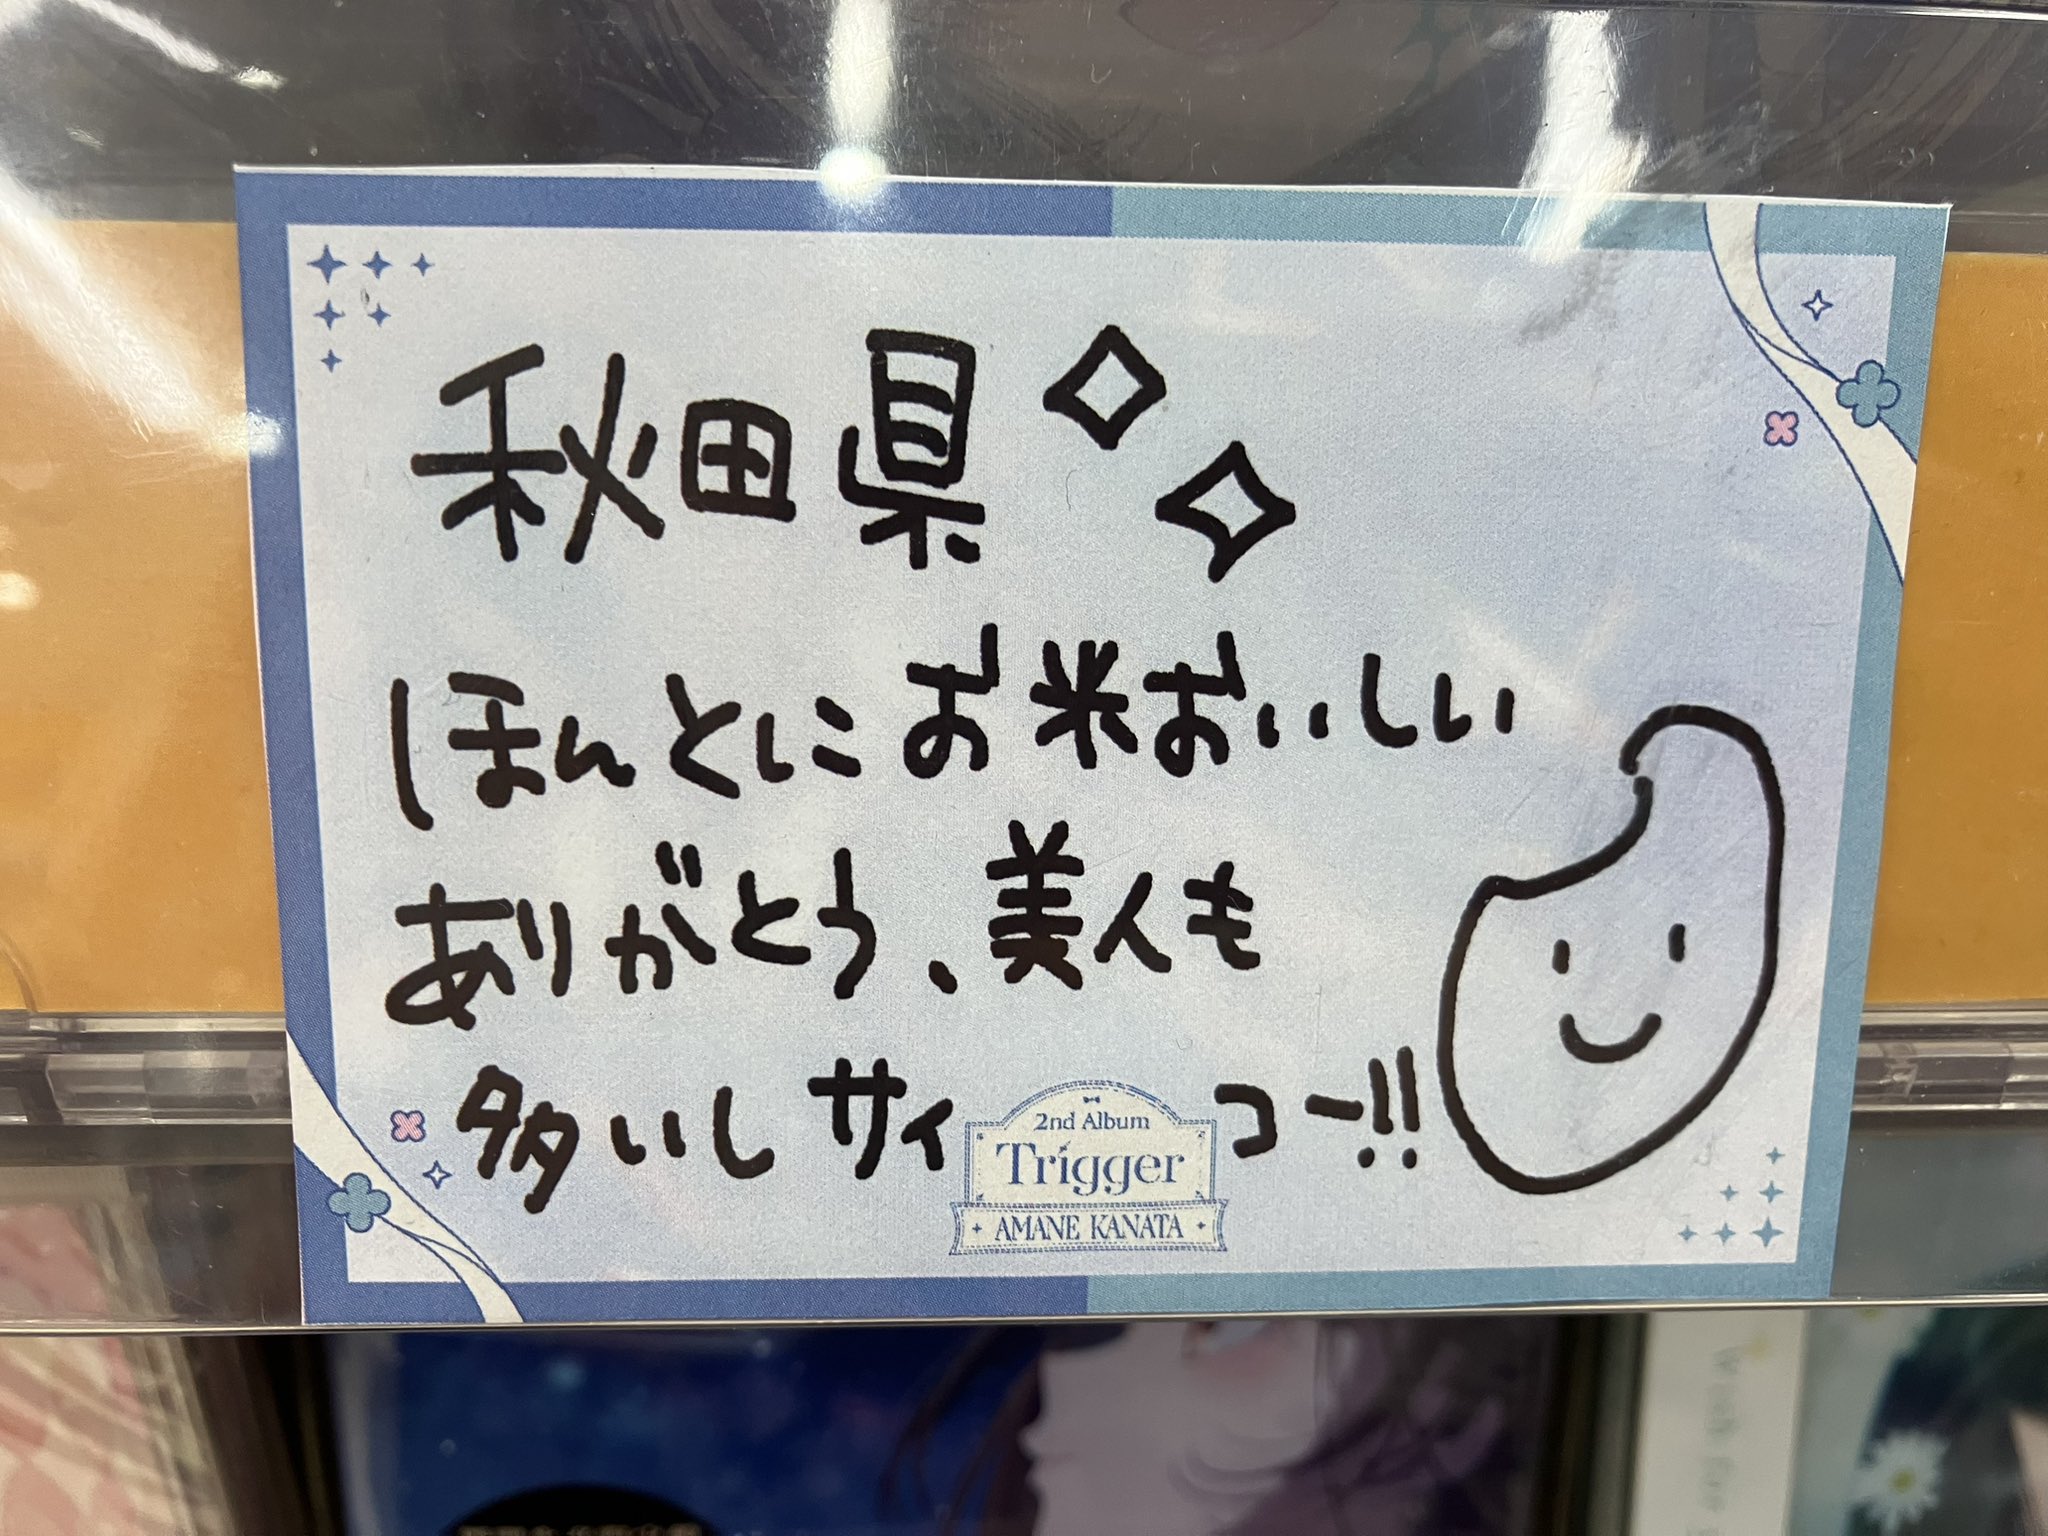 秋田県
ほんとにお米おいしい
ありがとう、美人も
多いしサイコー!!
2nd Album
Trigger
AMANE KANATA